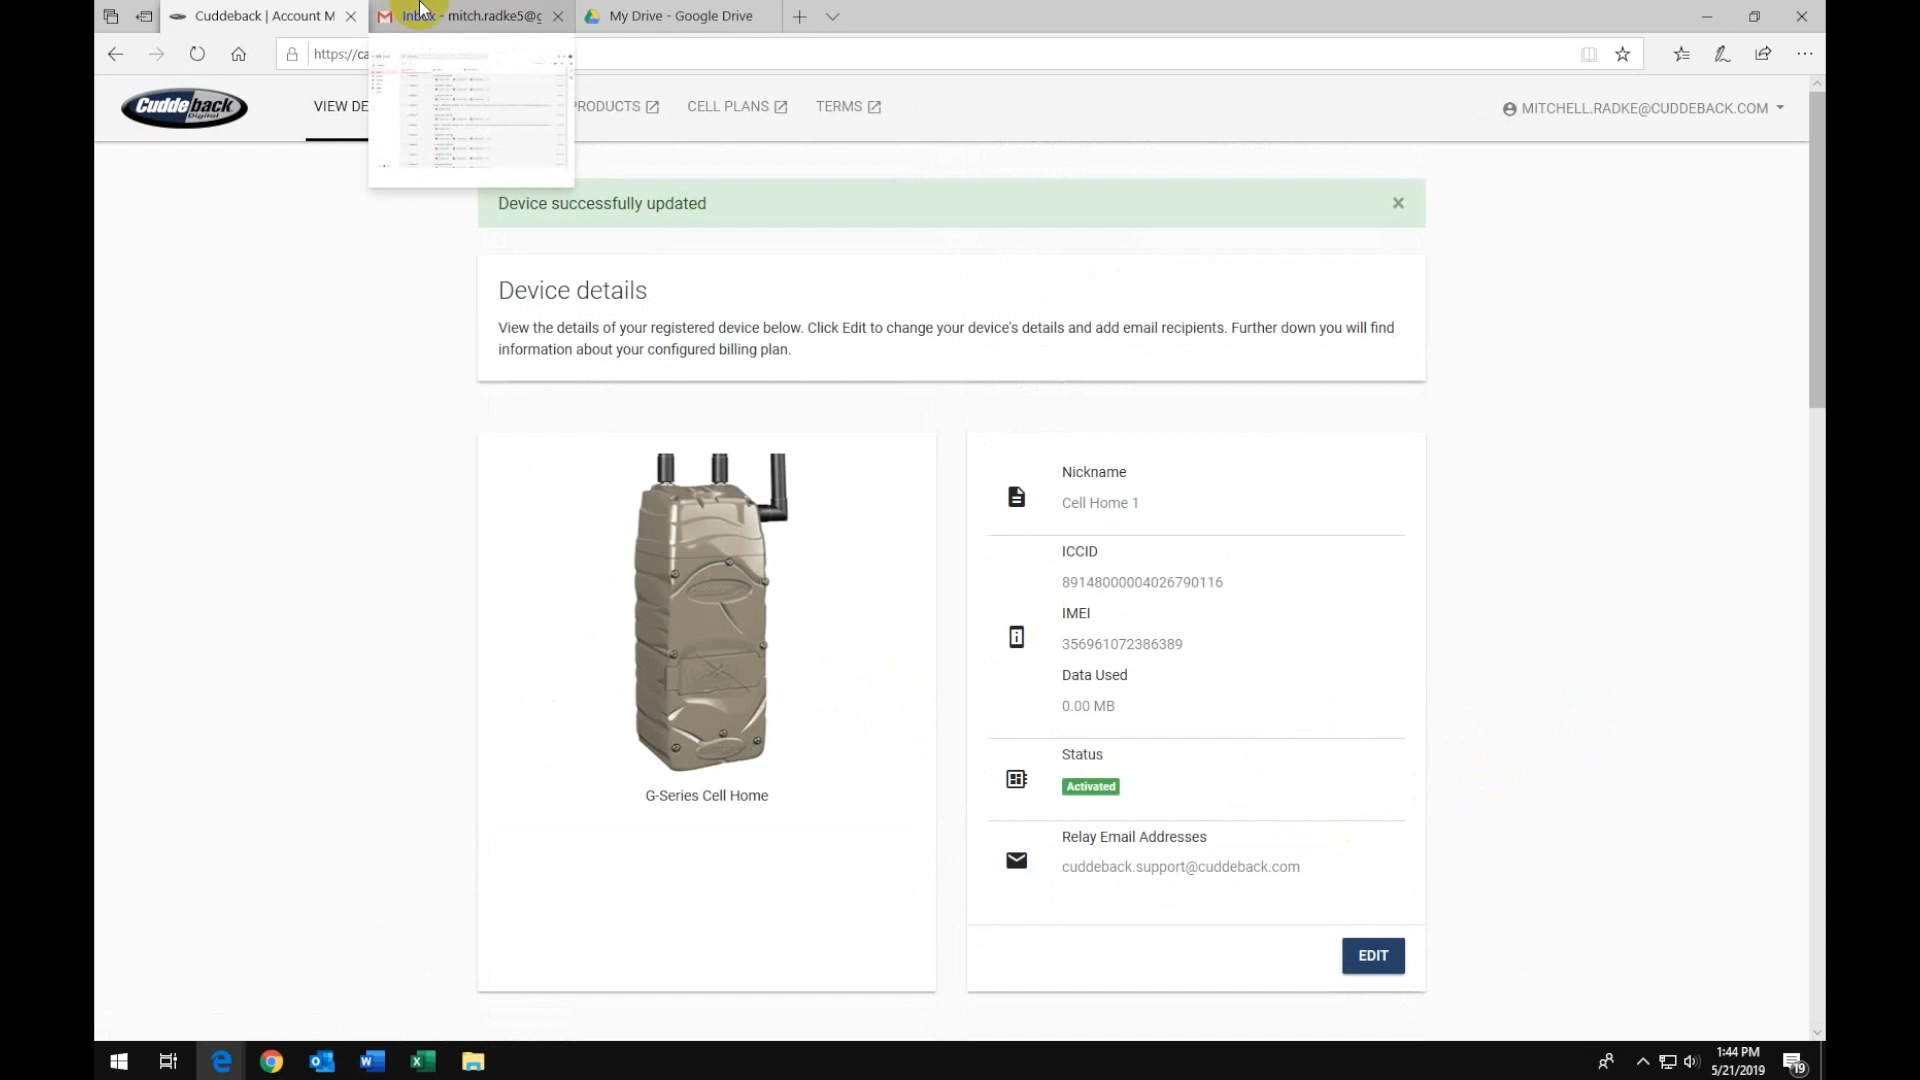 Cuddeback | Account M
Inbox - mitch.radke5@g
My Drive - Google Drive
https://ca
Cuddeback
Digital
VIEW DE
PRODUCTS
CELL PLANS
TERMS
MITCHELL.RADKE@CUDDEBACK.COM
Device successfully updated
Device details
View the details of your registered device below. Click Edit to change your device's details and add email recipients. Further down you will find
information about your configured billing plan.
G-Series Cell Home
Nickname
Cell Home 1
ICCID
89148000004026790116
IMEI
356961072386389
Data Used
0.00 MB
Status
Activated
Relay Email Addresses
cuddeback.support@cuddeback.com
EDIT
1:44 PM
5/21/2019
19